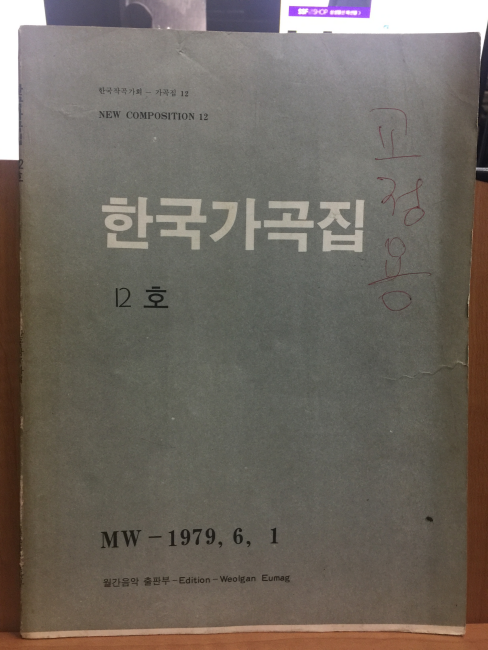 한국작곡가회 - 가곡집 12
NEW COMPOSITION 12
교정용
한국가곡집
12 호
MW - 1979, 6, 1
월간음악 출판부 - Edition - Weolgan Eumag